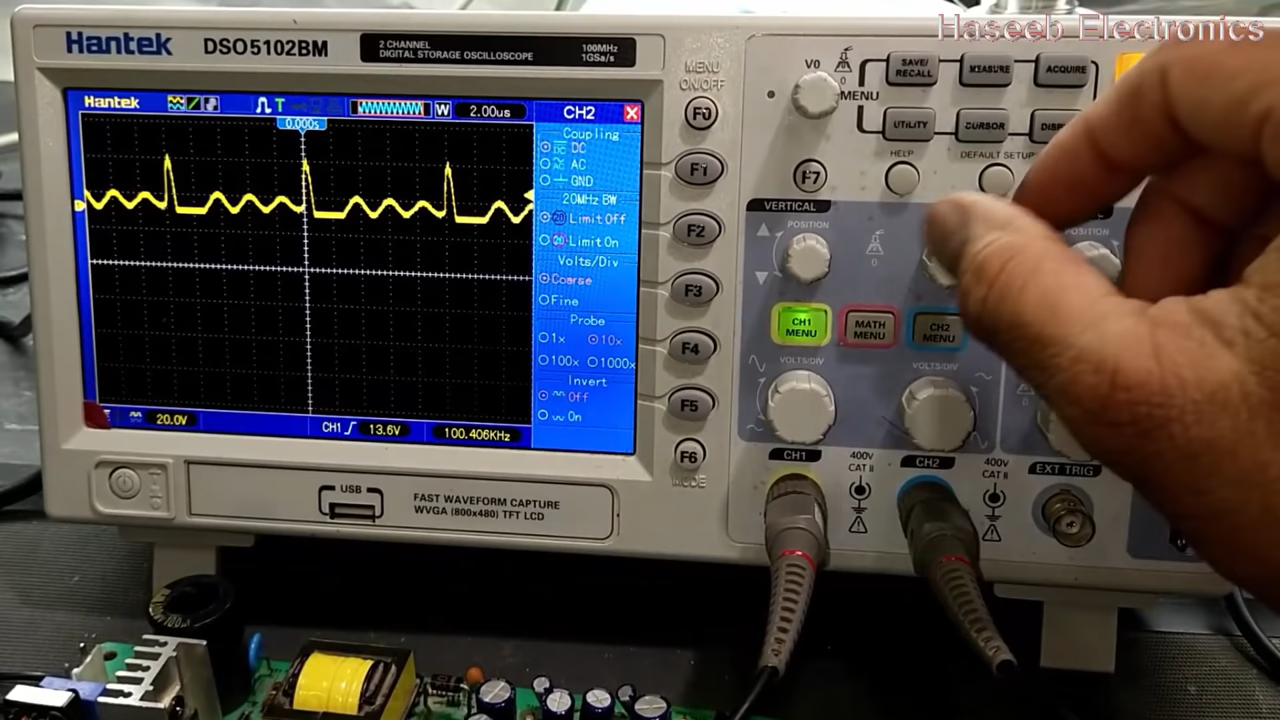 Haseeb Electronics
Hantek DSO5102BM
2 CHANNEL
DIGITAL STORAGE OSCILLOSCOPE
100MHz
1GSa/s
MENU
ON/OFF
F0
F1
F2
F3
F4
F5
F6
MODE
Hantek
T
W
2.00us
0.000s
CH2
Coupling
DC
AC
GND
20MHz BW
Limit Off
Limit On
Volts/Div
Coarse
Fine
Probe
1x
10x
100x
1000x
Invert
Off
On
20.0V
CH1
13.6V
100.406KHz
USB
FAST WAVEFORM CAPTURE
WVGA (800x480) TFT LCD
V0
0
MENU
SAVE/
RECALL
MEASURE
ACQUIRE
UTILITY
CURSOR
F7
HELP
DEFAULT SETUP
VERTICAL
POSITION
0
POSITION
CH1
MENU
MATH
MENU
CH2
MENU
VOLTS/DIV
VOLTS/DIV
CH1
400V
CAT II
CH2
400V
CAT II
EXT TRIG